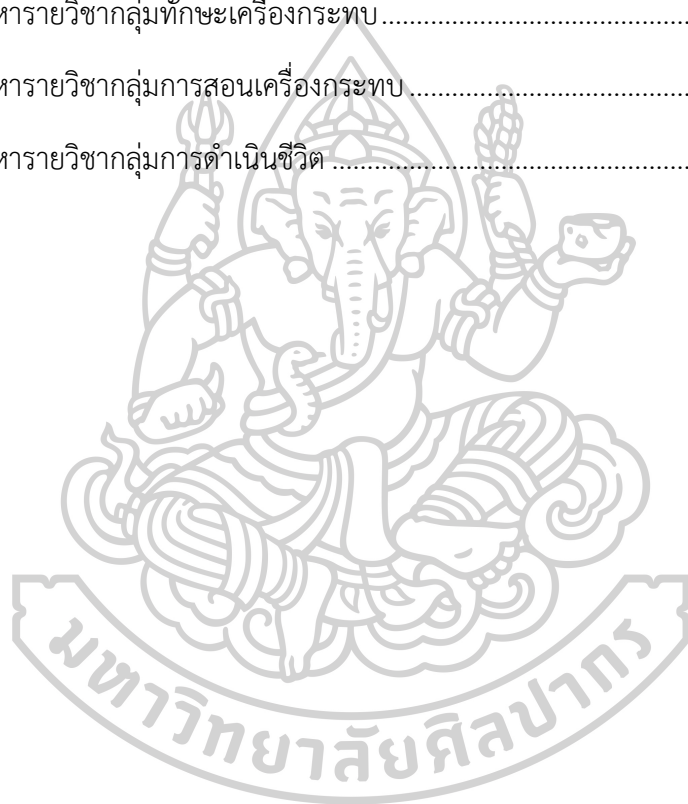 หารายวิชากลุ่มทักษะเครื่องกระทบ.......................................
หารายวิชากลุ่มการสอนเครื่องกระทบ...................................
หารายวิชากลุ่มการดำเนินชีวิต.............................................
มหาวิทยาลัยศิลปากร